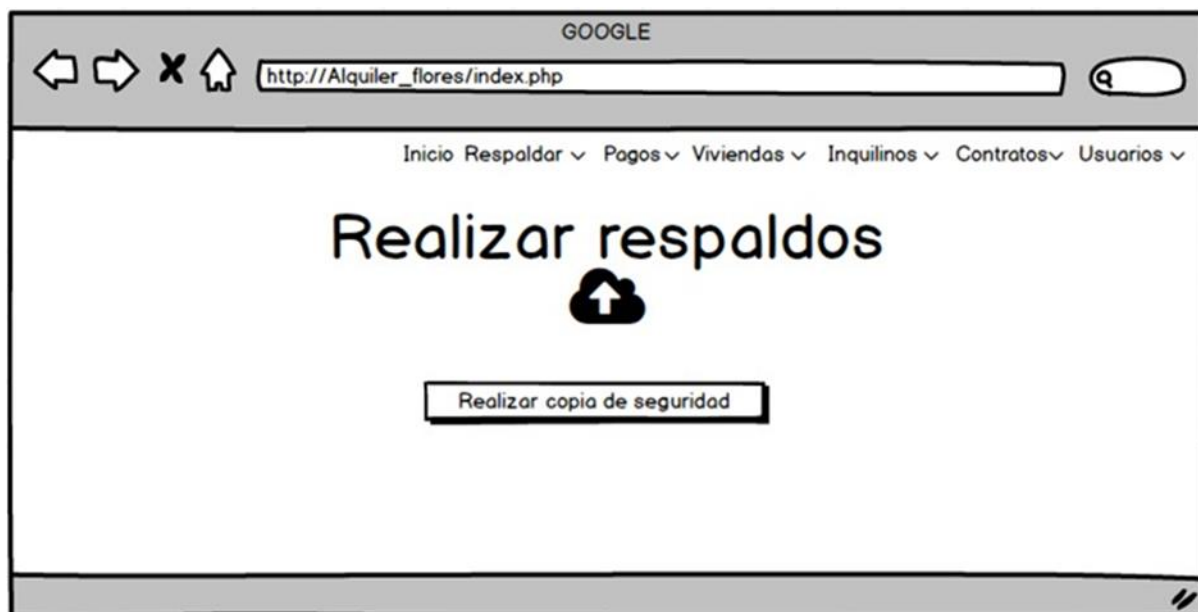 GOOGLE
http://Alquiler_flores/index.php
Inicio Respaldar Pagos Viviendas Inquilinos Contratos Usuarios
Realizar respaldos
Realizar copia de seguridad